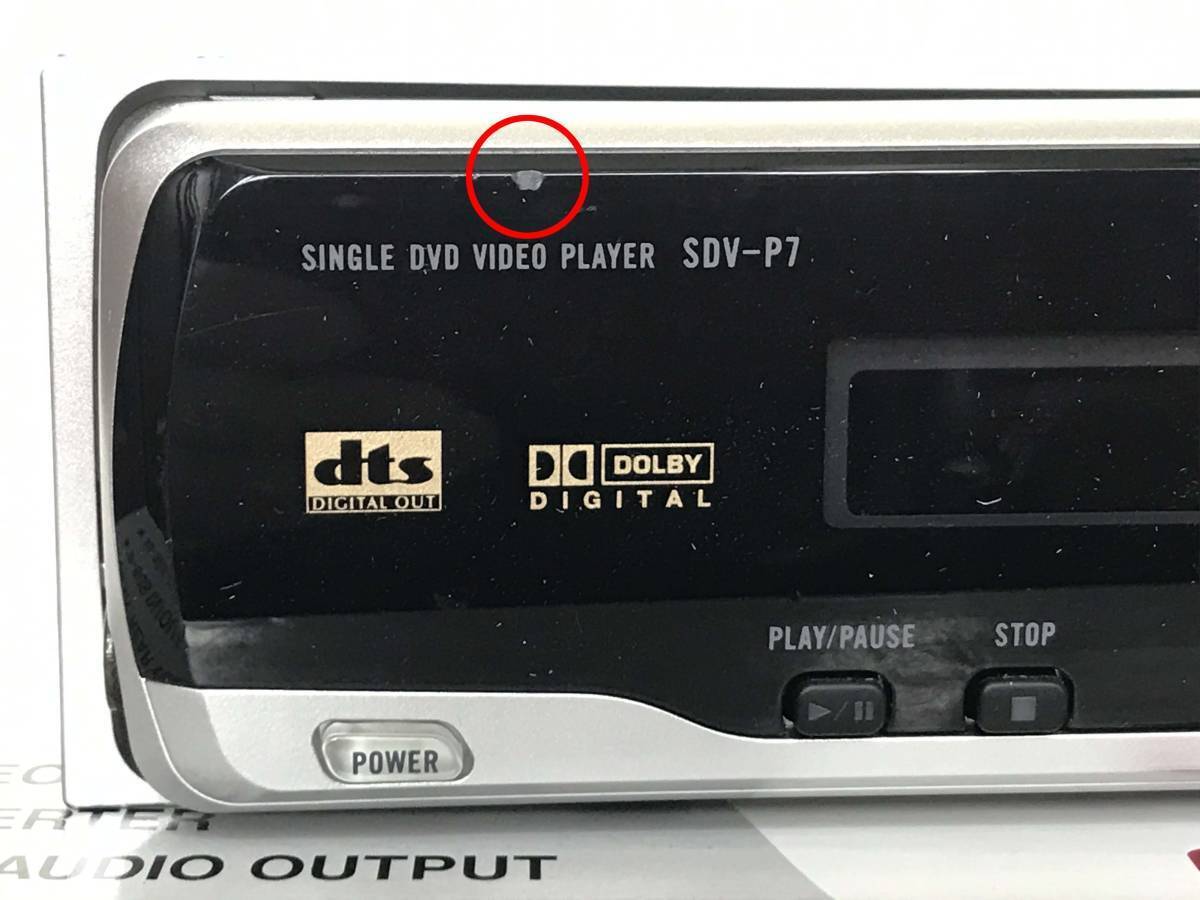 SINGLE DVD VIDEO PLAYER SDV-P7
dts
DIGITAL OUT
DOLBY
DIGITAL
PLAY/PAUSE
STOP
POWER
AUDIO OUTPUT